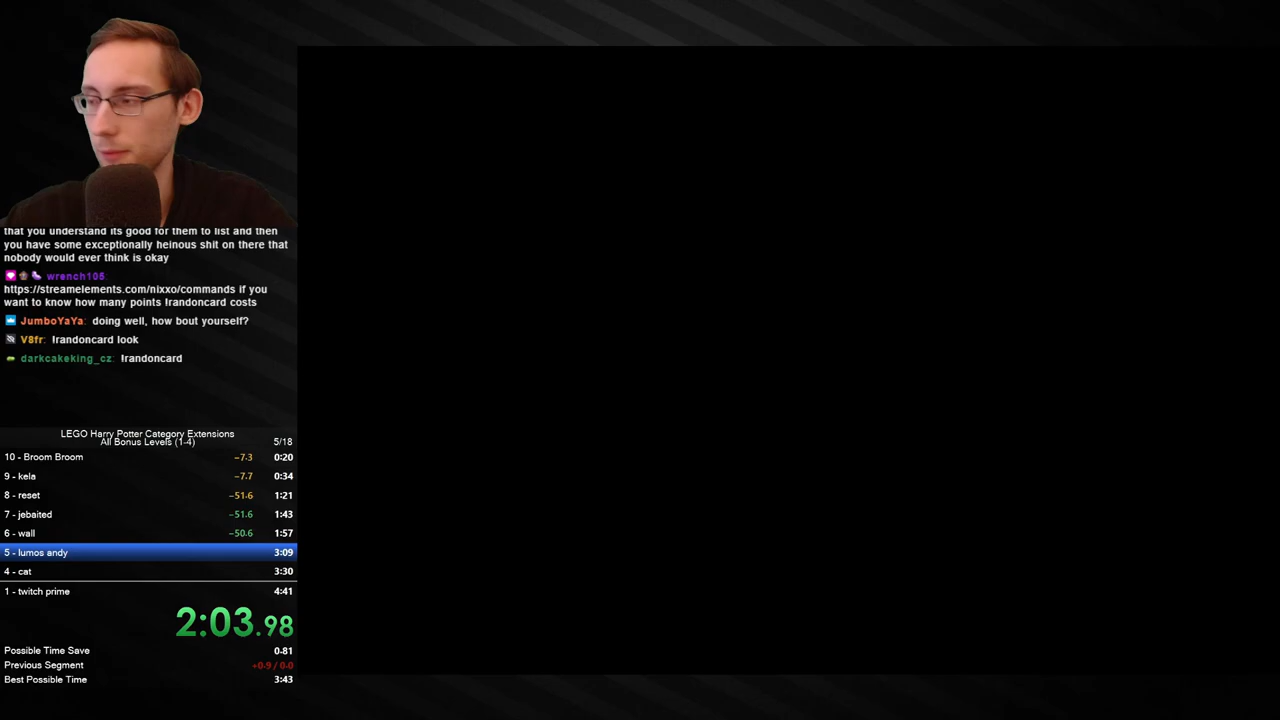 that you understand its good for them to list and then
you have some exceptionally heinous shit on there that
nobody would ever think is okay
wrench105:
https://streamelements.com/nixxo/commands if you
want to know how many points !randoncard costs
JumboYaYa: doing well, how bout yourself?
V8fr: !randoncard look
darkcakeking_cz: !randoncard
LEGO Harry Potter Category Extensions
All Bonus Levels (1-4) 5/18
10 - Broom Broom -7.3 0:20
9 - kela -7.7 0:34
8 - reset -51.6 1:21
7 - jebaited -51.6 1:43
6 - wall -50.6 1:57
5 - lumos andy 3:09
4 - cat 3:30
1 - twitch prime 4:41
2:03.98
Possible Time Save 0.81
Previous Segment +0.9 / 0.0
Best Possible Time 3:43